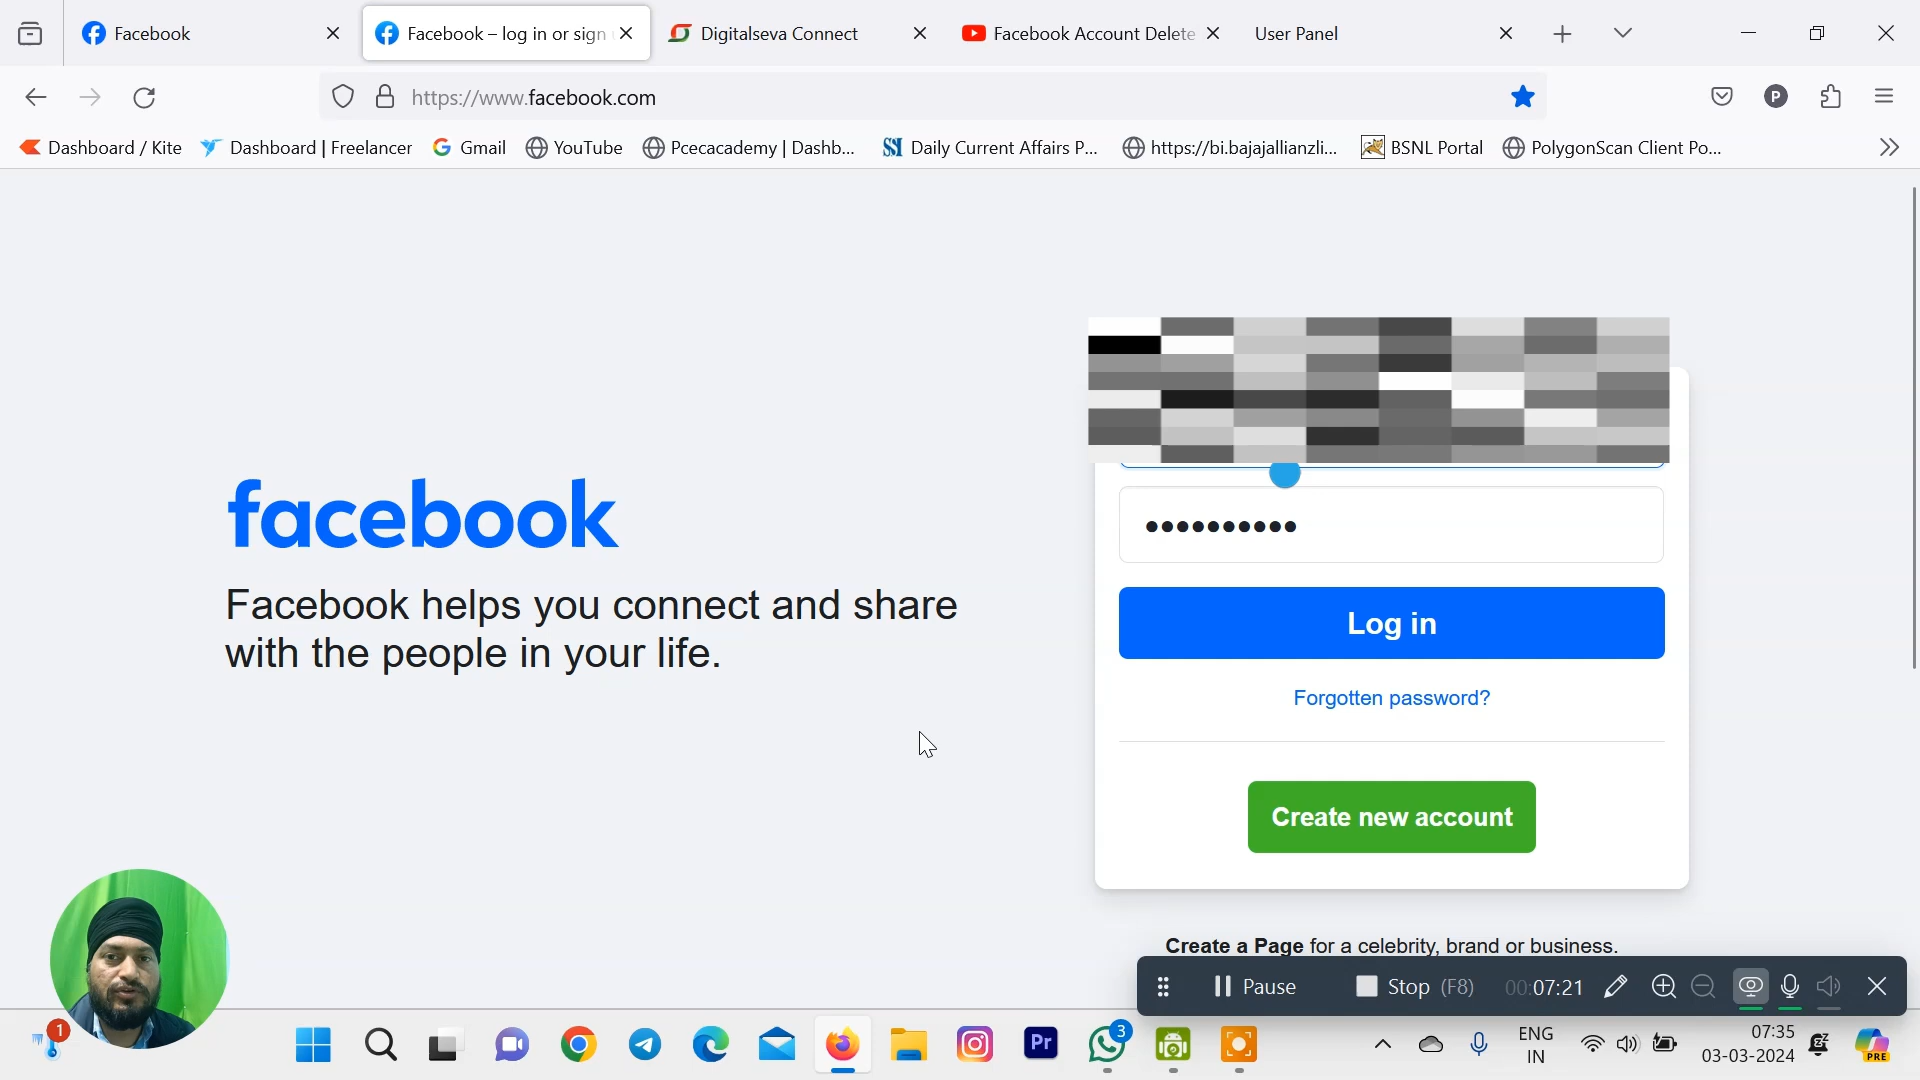 Facebook
Facebook – log in or sign
Digitalseva Connect
Facebook Account Delete
User Panel
https://www.facebook.com
P
Dashboard / Kite
Dashboard | Freelancer
Gmail
YouTube
Pcecacademy | Dashb...
Daily Current Affairs P...
https://bi.bajajallianzli...
BSNL Portal
PolygonScan Client Po...
facebook
Facebook helps you connect and share
with the people in your life.
Log in
Forgotten password?
Create new account
Create a Page for a celebrity, brand or business.
Pause
Stop (F8)
00:07:21
1
Pr
3
ENG
IN
07:35
03-03-2024
PRE